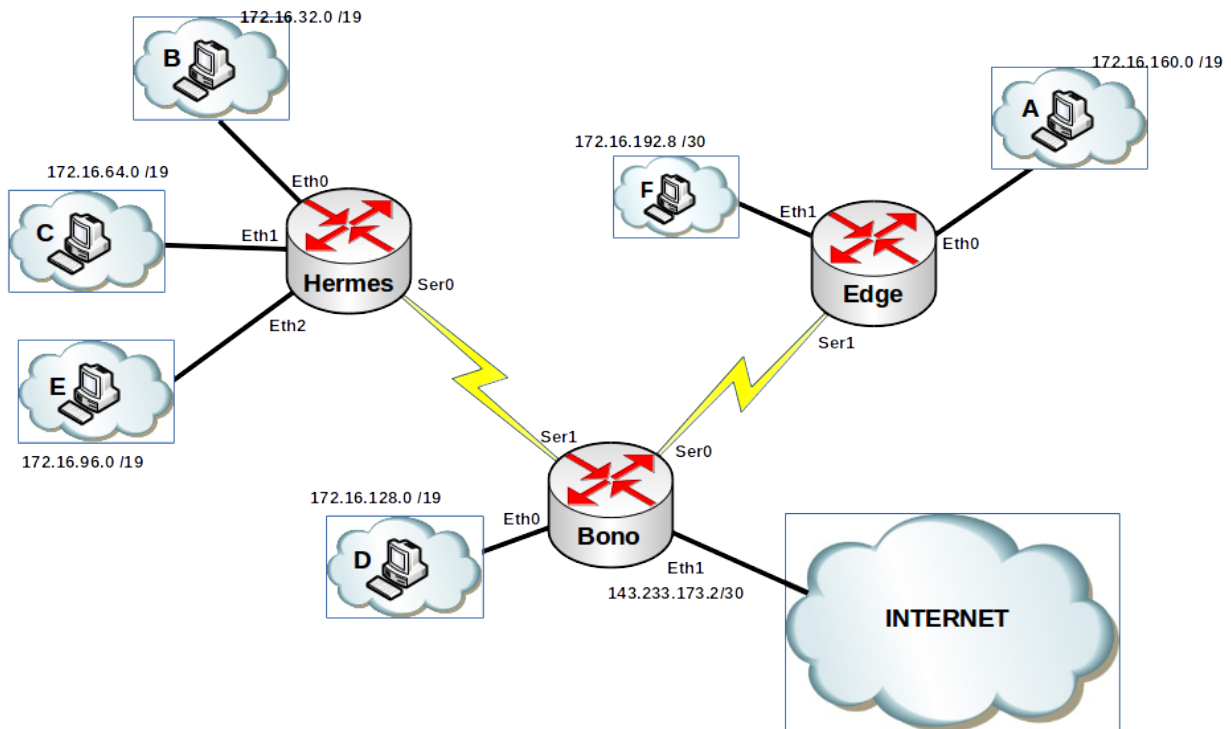 172.16.32.0 /19
B
172.16.160.0 /19
A
172.16.192.8 /30
F
172.16.64.0 /19
C
Eth0
Eth1
Eth1
Eth0
Hermes
Ser0
Edge
Eth2
Ser1
E
172.16.96.0 /19
Ser1
Ser0
172.16.128.0 /19
Eth0
D
Bono
Eth1
143.233.173.2/30
INTERNET